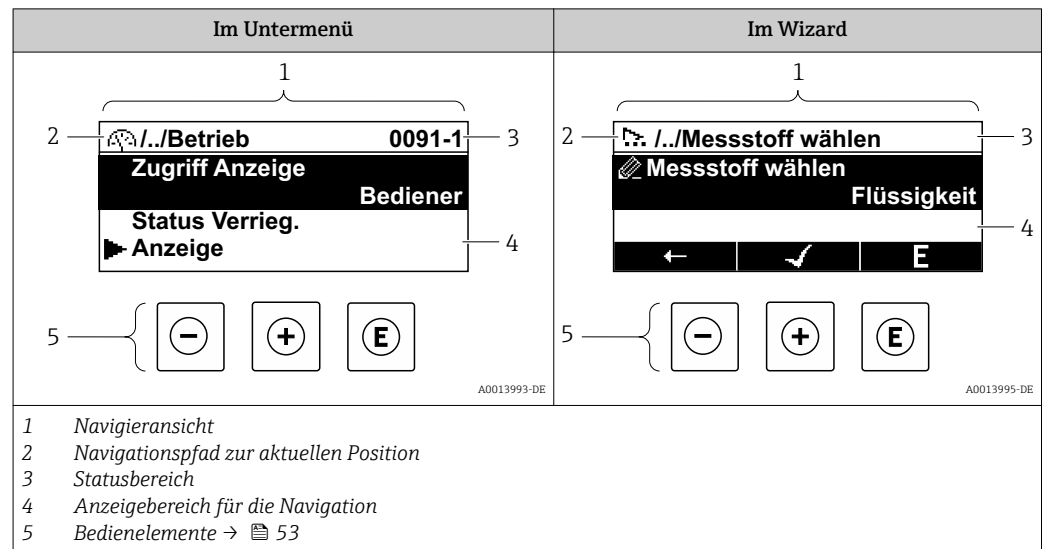 Im Untermenü
Im Wizard
1
2
/../Betrieb 0091-1
3
Zugriff Anzeige
Bediener
Status Verrieg.
Anzeige
4
5
- + E
A0013993-DE
1
2
/../Messstoff wählen
3
Messstoff wählen
Flüssigkeit
4
← ✓ E
5
- + E
A0013995-DE
1 Navigieransicht
2 Navigationspfad zur aktuellen Position
3 Statusbereich
4 Anzeigebereich für die Navigation
5 Bedienelemente → 53